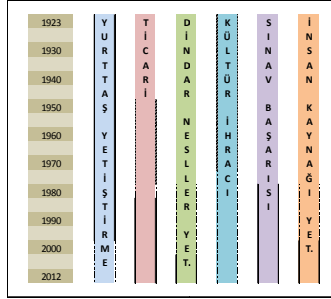 1923
1930
1940
1950
1960
1970
1980
1990
2000
2012
YURTTAŞ YETİŞTİRME
TİCARİ
DİNDAR NESLLER YET.
KÜLTÜR İHRACI
SINAV BAŞARISI
İNSAN KAYNAĞI YET.